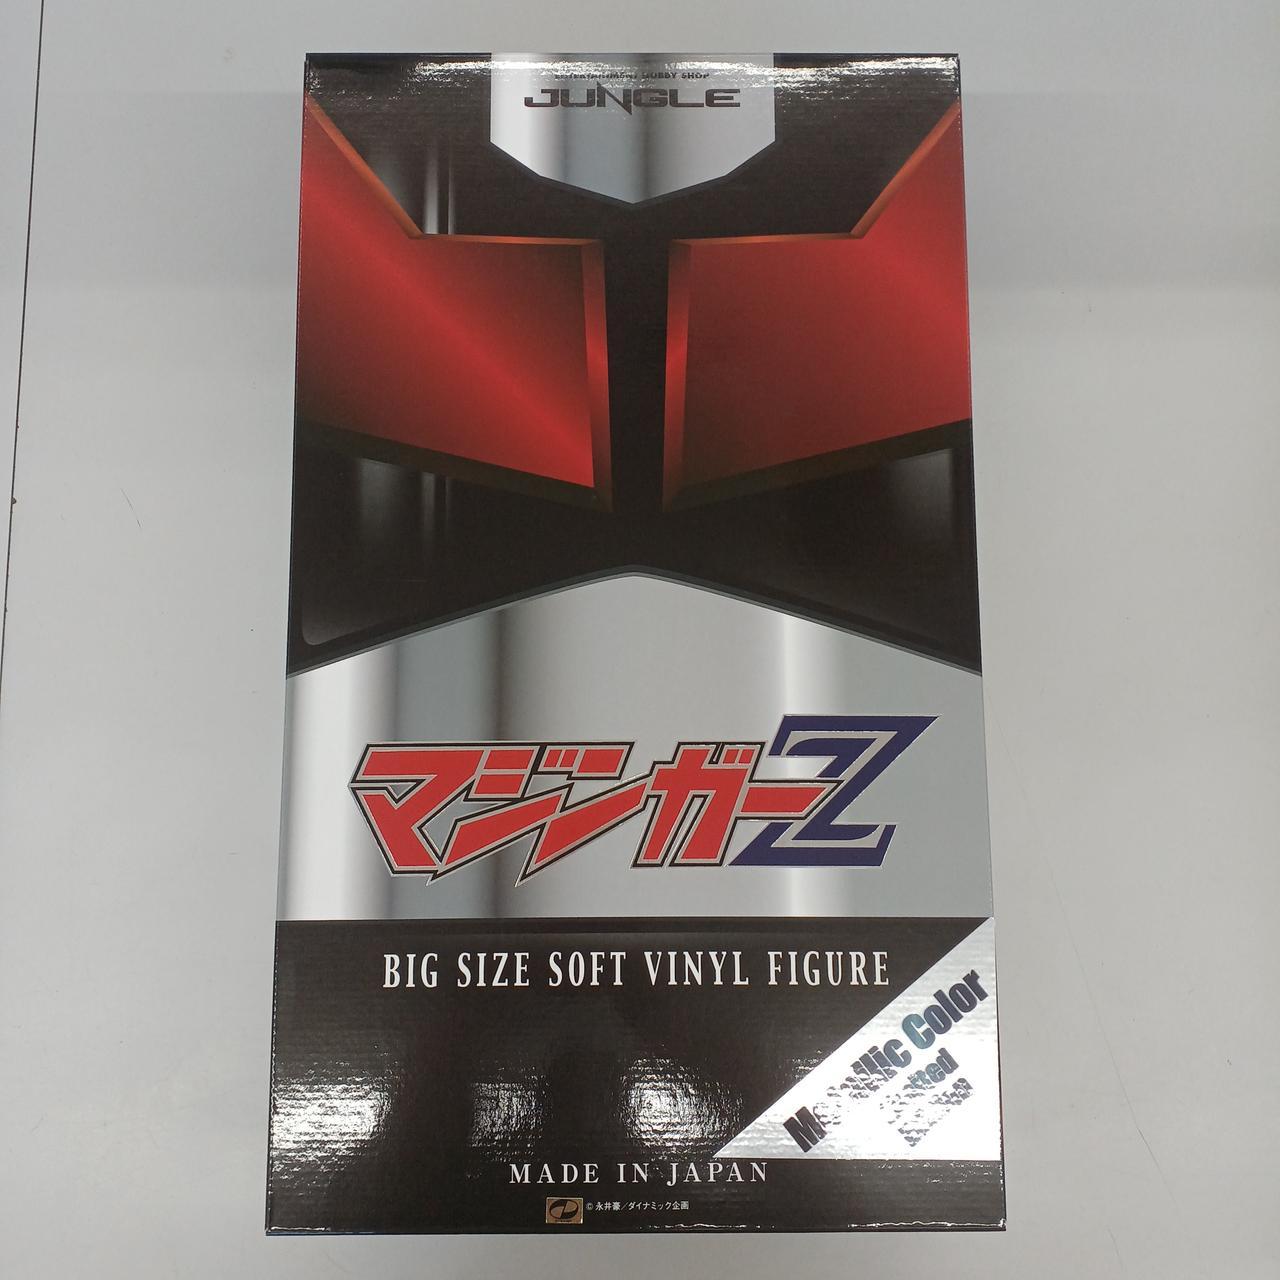 ENTERTAINMENT HOBBY SHOP
JUNGLE
マジンガーZ
BIG SIZE SOFT VINYL FIGURE
Metallic Color
MADE IN JAPAN
© 永井豪／ダイナミック企画